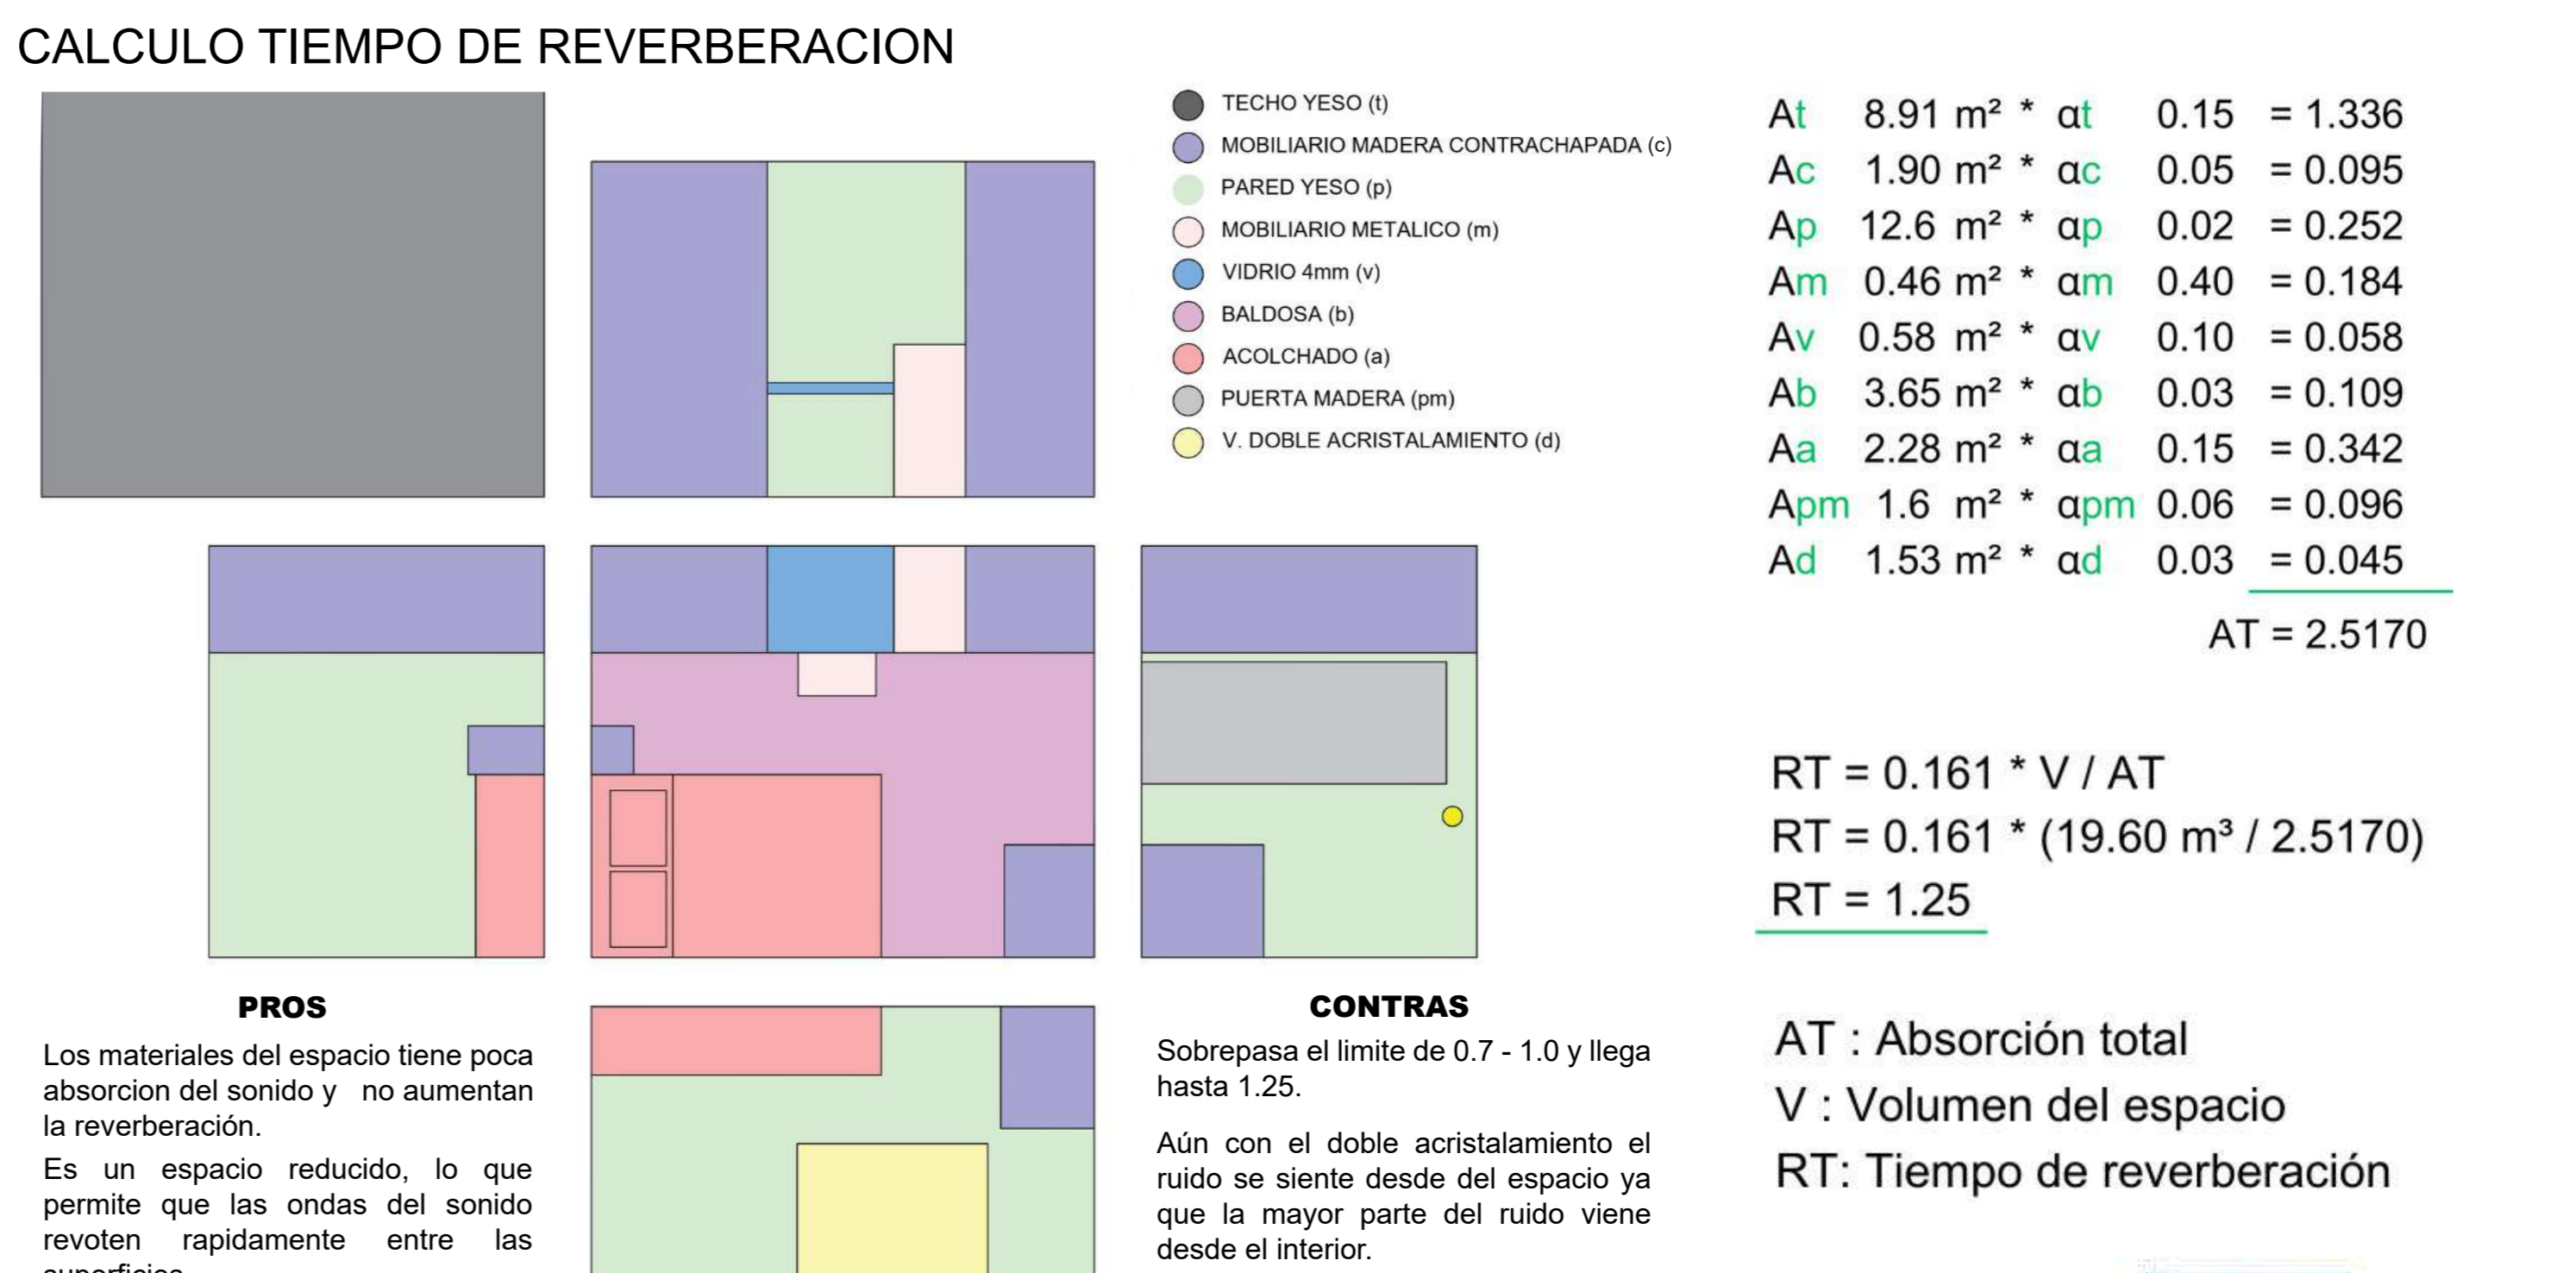 CALCULO TIEMPO DE REVERBERACION
TECHO YESO (t)
MOBILIARIO MADERA CONTRACHAPADA (c)
PARED YESO (p)
MOBILIARIO METALICO (m)
VIDRIO 4mm (v)
BALDOSA (b)
ACOLCHADO (a)
PUERTA MADERA (pm)
V. DOBLE ACRISTALAMIENTO (d)
At 8.91 m² * αt 0.15 = 1.336
Ac 1.90 m² * αc 0.05 = 0.095
Ap 12.6 m² * αp 0.02 = 0.252
Am 0.46 m² * αm 0.40 = 0.184
Av 0.58 m² * αv 0.10 = 0.058
Ab 3.65 m² * αb 0.03 = 0.109
Aa 2.28 m² * αa 0.15 = 0.342
Apm 1.6 m² * αpm 0.06 = 0.096
Ad 1.53 m² * αd 0.03 = 0.045
AT = 2.5170
RT = 0.161 * V / AT
RT = 0.161 * (19.60 m³ / 2.5170)
RT = 1.25
AT : Absorción total
V : Volumen del espacio
RT: Tiempo de reverberación
PROS
Los materiales del espacio tiene poca
absorcion del sonido y no aumentan
la reverberación.
Es un espacio reducido, lo que
permite que las ondas del sonido
revoten rapidamente entre las
CONTRAS
Sobrepasa el limite de 0.7 - 1.0 y llega
hasta 1.25.
Aún con el doble acristalamiento el
ruido se siente desde del espacio ya
que la mayor parte del ruido viene
desde el interior.